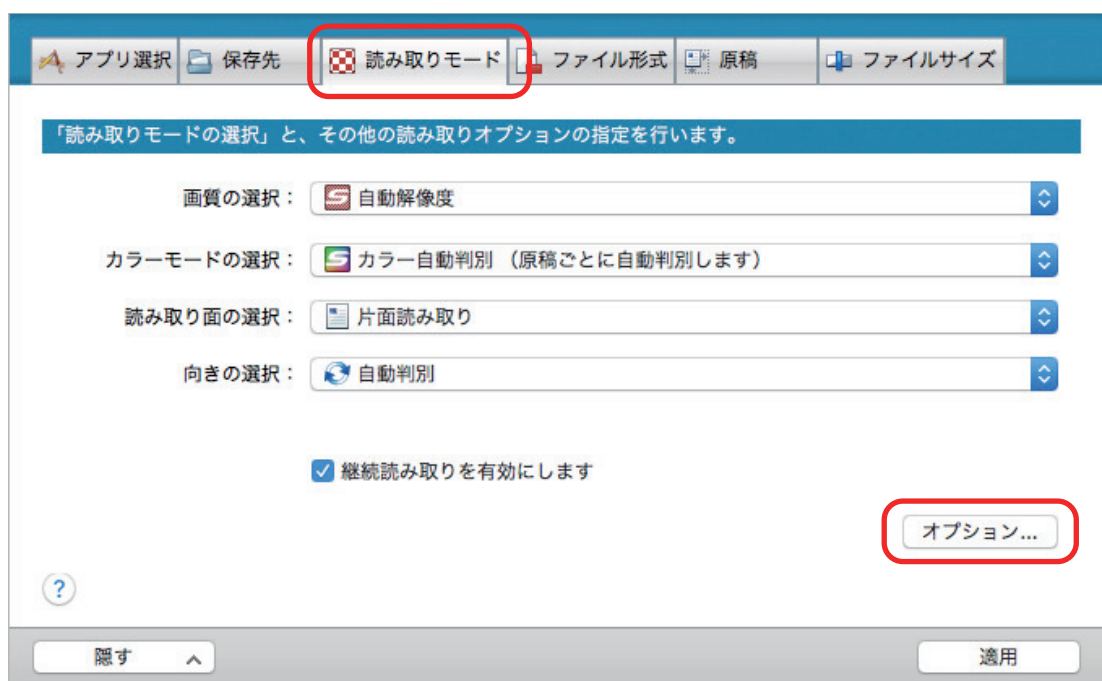 アプリ選択 保存先 読み取りモード ファイル形式 原稿 ファイルサイズ
「読み取りモードの選択」と、その他の読み取りオプションの指定を行います。
画質の選択： 自動解像度
カラーモードの選択： カラー自動判別 （原稿ごとに自動判別します）
読み取り面の選択： 片面読み取り
向きの選択： 自動判別
継続読み取りを有効にします
オプション...
?
隠す 適用